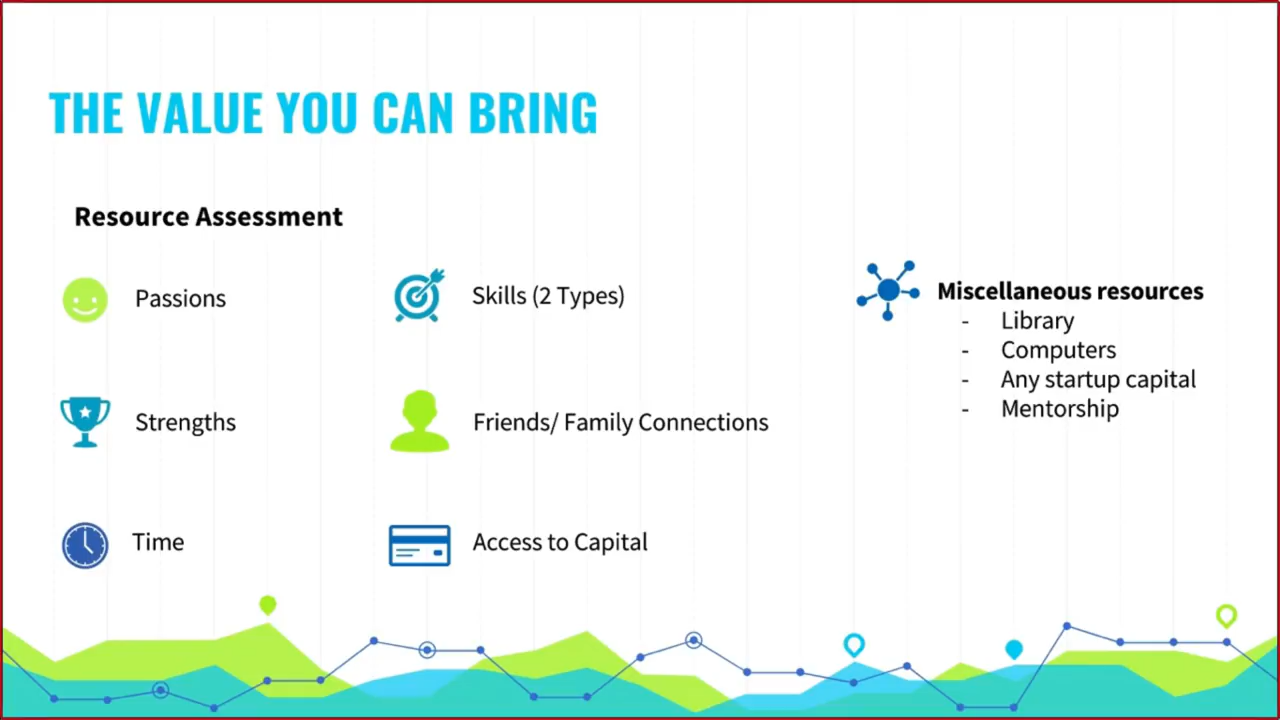 THE VALUE YOU CAN BRING
Resource Assessment
Passions
Skills (2 Types)
Strengths
Friends/ Family Connections
Time
Access to Capital
Miscellaneous resources
- Library
- Computers
- Any startup capital
- Mentorship